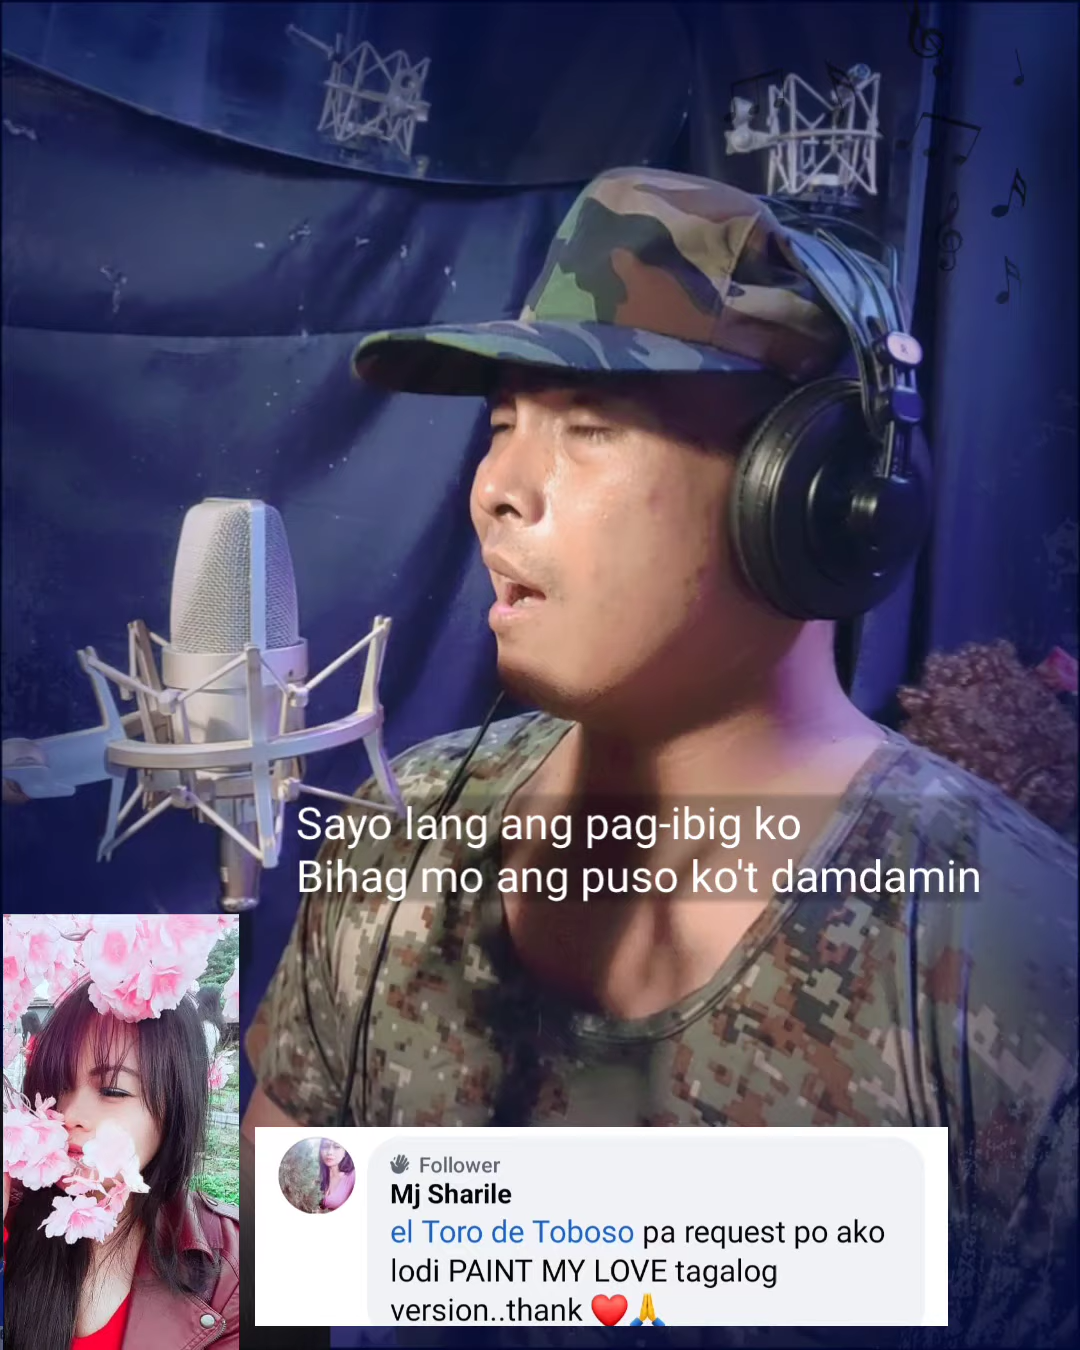 Sayo lang ang pag-ibig ko
Bihag mo ang puso ko't damdamin
Follower
Mj Sharile
el Toro de Toboso pa request po ako
lodi PAINT MY LOVE tagalog
version..thank ❤️🙏